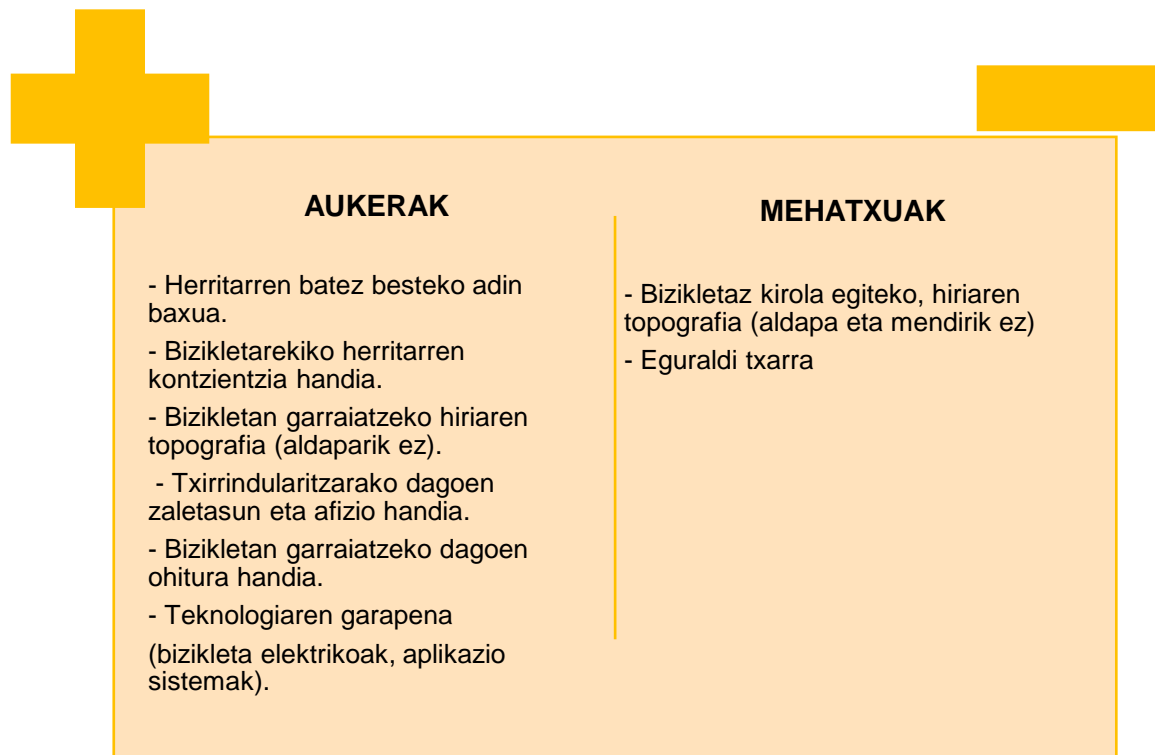 AUKERAK
- Herritarren batez besteko adin
baxua.
- Bizikletarekiko herritarren
kontzientzia handia.
- Bizikletan garraiatzeko hiriaren
topografia (aldaparik ez).
- Txirrindularitzarako dagoen
zaletasun eta afizio handia.
- Bizikletan garraiatzeko dagoen
ohitura handia.
- Teknologiaren garapena
(bizikleta elektrikoak, aplikazio
sistemak).
MEHATXUAK
- Bizikletaz kirola egiteko, hiriaren
topografia (aldapa eta mendirik ez)
- Eguraldi txarra